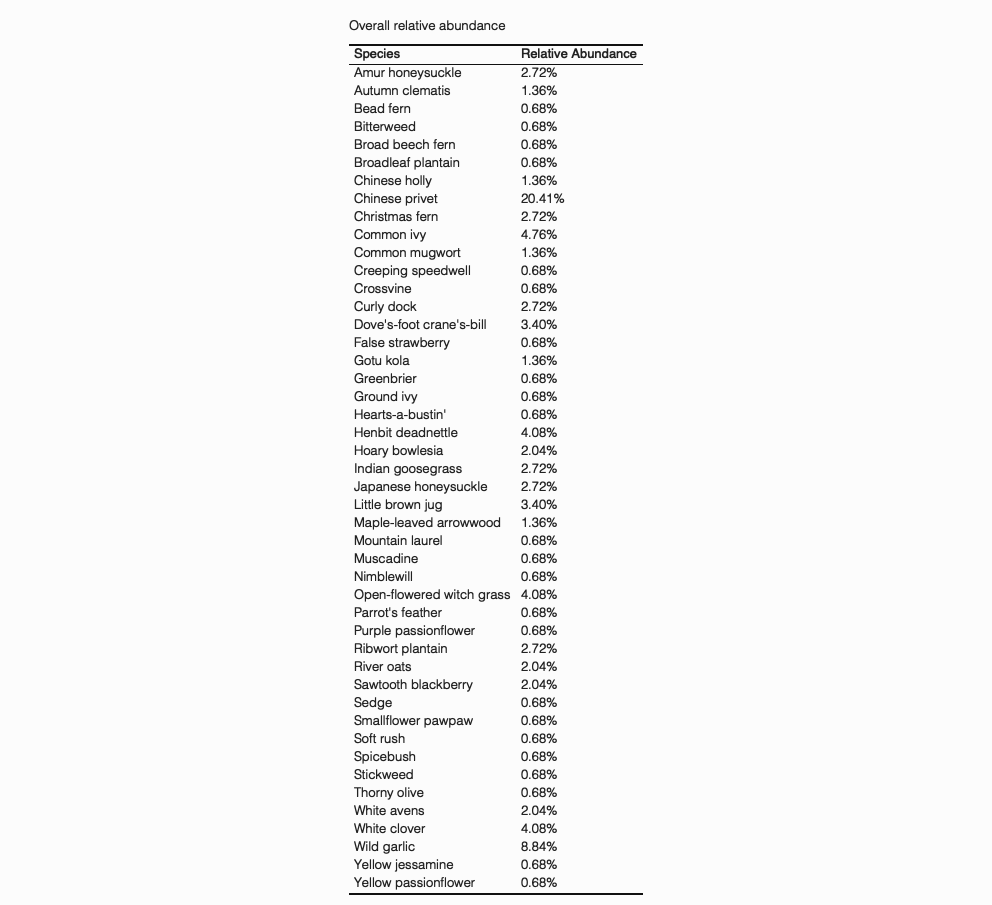 Overall relative abundance
Species Relative Abundance
Amur honeysuckle 2.72%
Autumn clematis 1.36%
Bead fern 0.68%
Bitterweed 0.68%
Broad beech fern 0.68%
Broadleaf plantain 0.68%
Chinese holly 1.36%
Chinese privet 20.41%
Christmas fern 2.72%
Common ivy 4.76%
Common mugwort 1.36%
Creeping speedwell 0.68%
Crossvine 0.68%
Curly dock 2.72%
Dove's-foot crane's-bill 3.40%
False strawberry 0.68%
Gotu kola 1.36%
Greenbrier 0.68%
Ground ivy 0.68%
Hearts-a-bustin' 0.68%
Henbit deadnettle 4.08%
Hoary bowlesia 2.04%
Indian goosegrass 2.72%
Japanese honeysuckle 2.72%
Little brown jug 3.40%
Maple-leaved arrowwood 1.36%
Mountain laurel 0.68%
Muscadine 0.68%
Nimblewill 0.68%
Open-flowered witch grass 4.08%
Parrot's feather 0.68%
Purple passionflower 0.68%
Ribwort plantain 2.72%
River oats 2.04%
Sawtooth blackberry 2.04%
Sedge 0.68%
Smallflower pawpaw 0.68%
Soft rush 0.68%
Spicebush 0.68%
Stickweed 0.68%
Thorny olive 0.68%
White avens 2.04%
White clover 4.08%
Wild garlic 8.84%
Yellow jessamine 0.68%
Yellow passionflower 0.68%